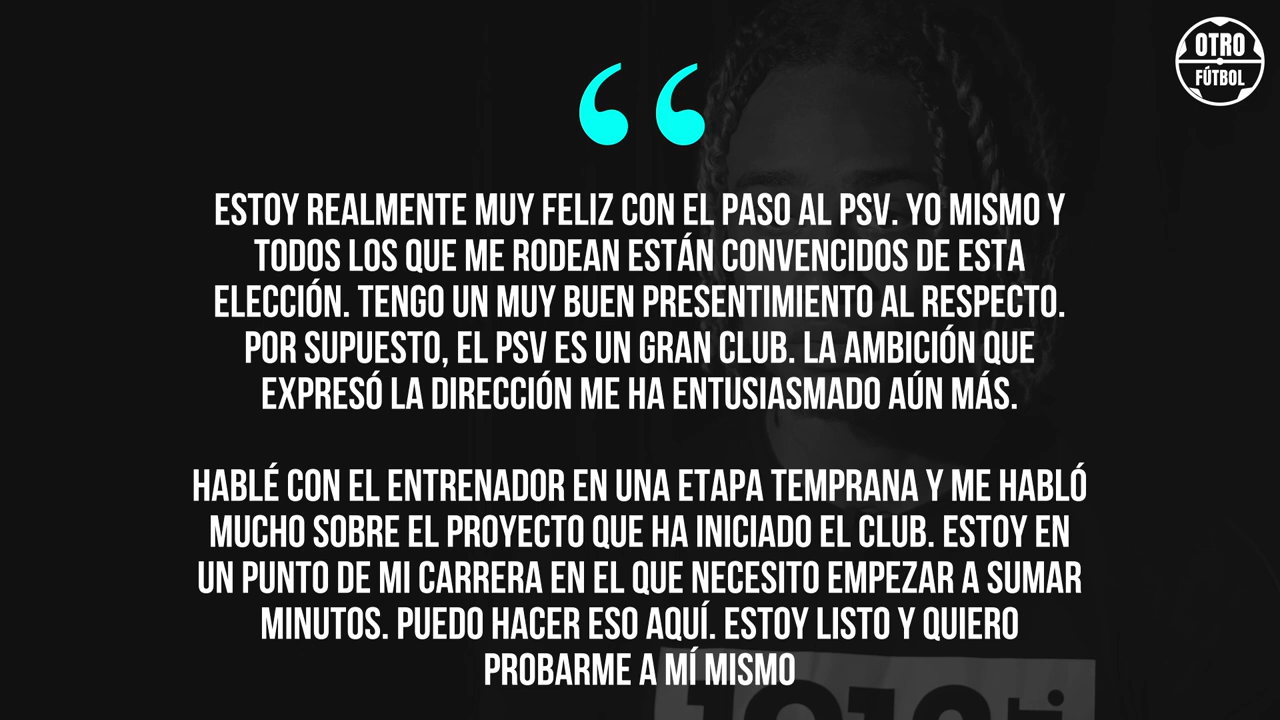 OTRO
FÚTBOL
“
ESTOY REALMENTE MUY FELIZ CON EL PASO AL PSV. YO MISMO Y
TODOS LOS QUE ME RODEAN ESTÁN CONVENCIDOS DE ESTA
ELECCIÓN. TENGO UN MUY BUEN PRESENTIMIENTO AL RESPECTO.
POR SUPUESTO, EL PSV ES UN GRAN CLUB. LA AMBICIÓN QUE
EXPRESÓ LA DIRECCIÓN ME HA ENTUSIASMADO AÚN MÁS.
HABLÉ CON EL ENTRENADOR EN UNA ETAPA TEMPRANA Y ME HABLÓ
MUCHO SOBRE EL PROYECTO QUE HA INICIADO EL CLUB. ESTOY EN
UN PUNTO DE MI CARRERA EN EL QUE NECESITO EMPEZAR A SUMAR
MINUTOS. PUEDO HACER ESO AQUÍ. ESTOY LISTO Y QUIERO
PROBARME A MÍ MISMO